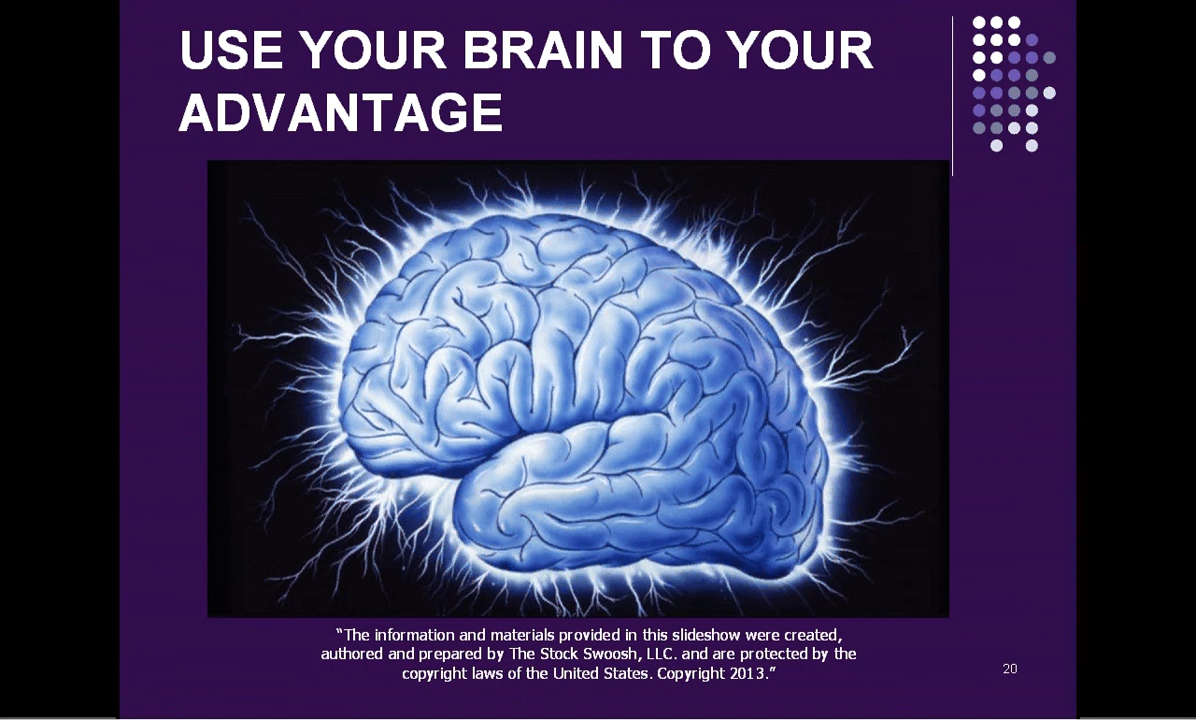 USE YOUR BRAIN TO YOUR
ADVANTAGE
“The information and materials provided in this slideshow were created,
authored and prepared by The Stock Swoosh, LLC. and are protected by the
copyright laws of the United States. Copyright 2013.”
20